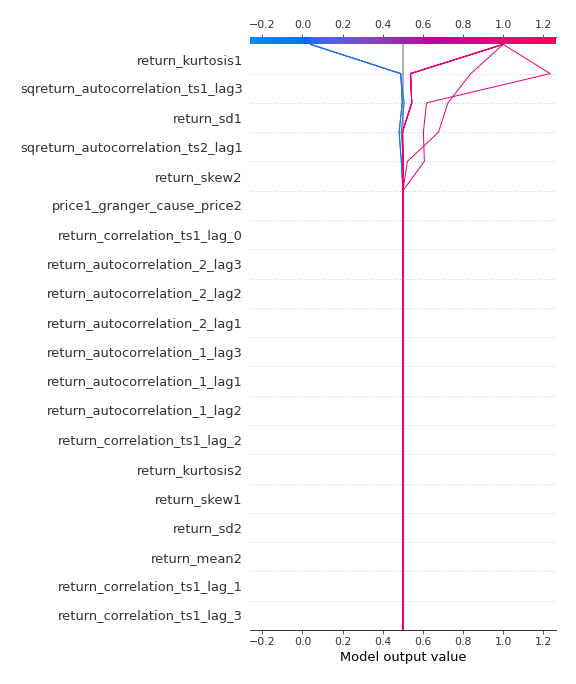 −0.2 0.0 0.2 0.4 0.6 0.8 1.0 1.2
return_kurtosis1
sqreturn_autocorrelation_ts1_lag3
return_sd1
sqreturn_autocorrelation_ts2_lag1
return_skew2
price1_granger_cause_price2
return_correlation_ts1_lag_0
return_autocorrelation_2_lag3
return_autocorrelation_2_lag2
return_autocorrelation_2_lag1
return_autocorrelation_1_lag3
return_autocorrelation_1_lag1
return_autocorrelation_1_lag2
return_correlation_ts1_lag_2
return_kurtosis2
return_skew1
return_sd2
return_mean2
return_correlation_ts1_lag_1
return_correlation_ts1_lag_3
−0.2 0.0 0.2 0.4 0.6 0.8 1.0 1.2
Model output value